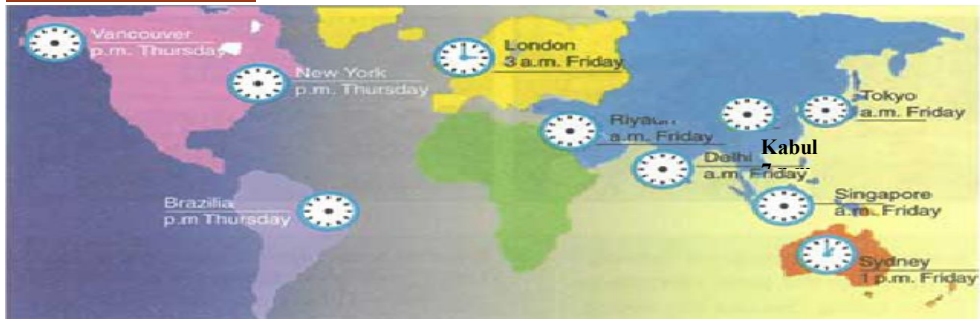 Vancouver
p.m. Thursday
New York
p.m. Thursday
London
3 a.m. Friday
Tokyo
a.m. Friday
a.m. Friday
Kabul
Delhi
a.m. Friday
Brazillia
p.m Thursday
Singapore
a.m. Friday
Sydney
1 p.m. Friday